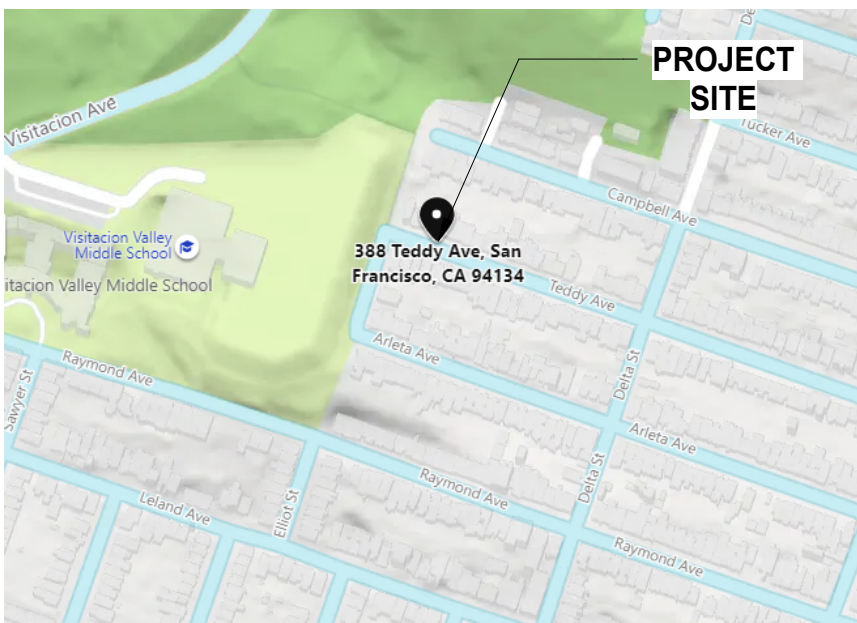 PROJECT
SITE
De
Visitacion Ave
Tucker Ave
Campbell Ave
Visitacion Valley
Middle School
388 Teddy Ave, San
Francisco, CA 94134
itacion Valley Middle School
Teddy Ave
Arleta Ave
Raymond Ave
Delta St
Sawyer St
Arleta Ave
Raymond Ave
Delta St
Leland Ave
Elliot St
Raymond Ave